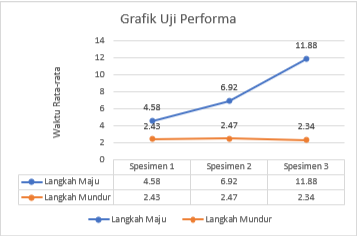 Grafik Uji Performa
Waktu Rata-rata
14
12
10
8
6
4
2
0
4.58
6.92
11.88
2.43
2.47
2.34
Spesimen 1 Spesimen 2 Spesimen 3
Langkah Maju 4.58 6.92 11.88
Langkah Mundur 2.43 2.47 2.34
Langkah Maju Langkah Mundur